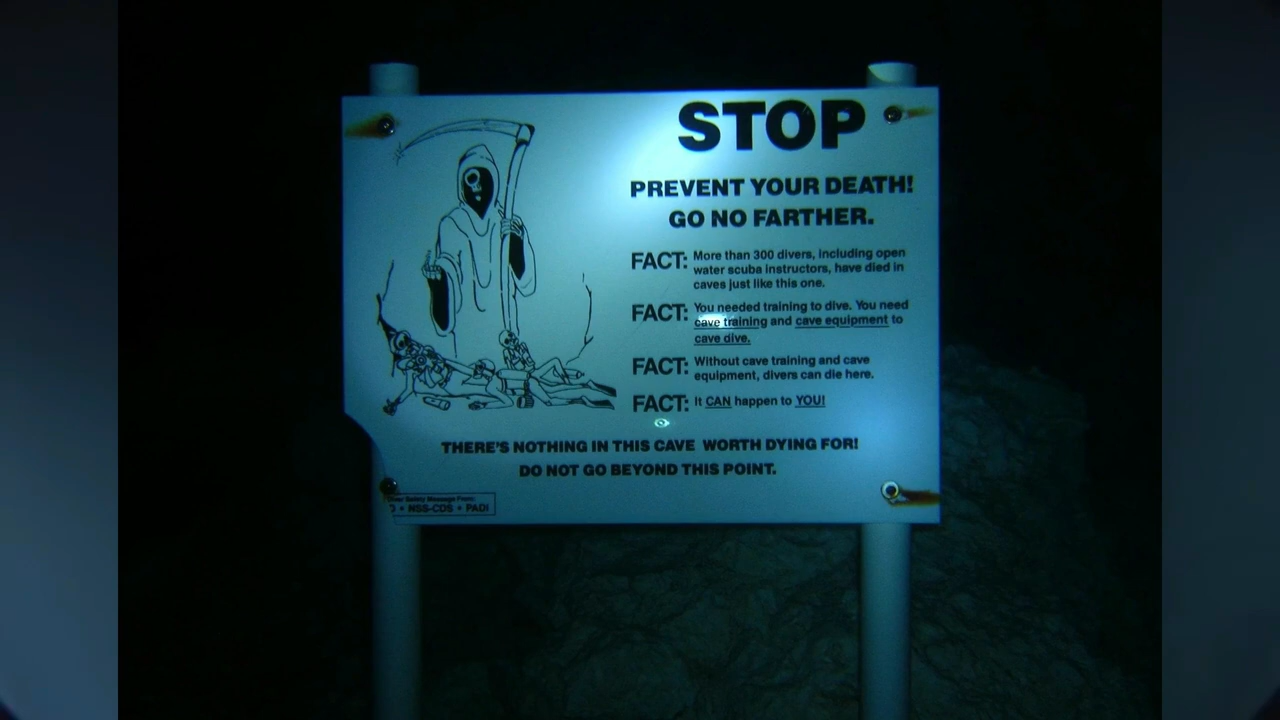 STOP
PREVENT YOUR DEATH!
GO NO FARTHER.
FACT: More than 300 divers, including open
water scuba instructors, have died in
caves just like this one.
FACT: You needed training to dive. You need
cave training and cave equipment to
cave dive.
FACT: Without cave training and cave
equipment, divers can die here.
FACT: It CAN happen to YOU!
THERE'S NOTHING IN THIS CAVE WORTH DYING FOR!
DO NOT GO BEYOND THIS POINT.
Safety Message From:
• NSS-CDS • PADI